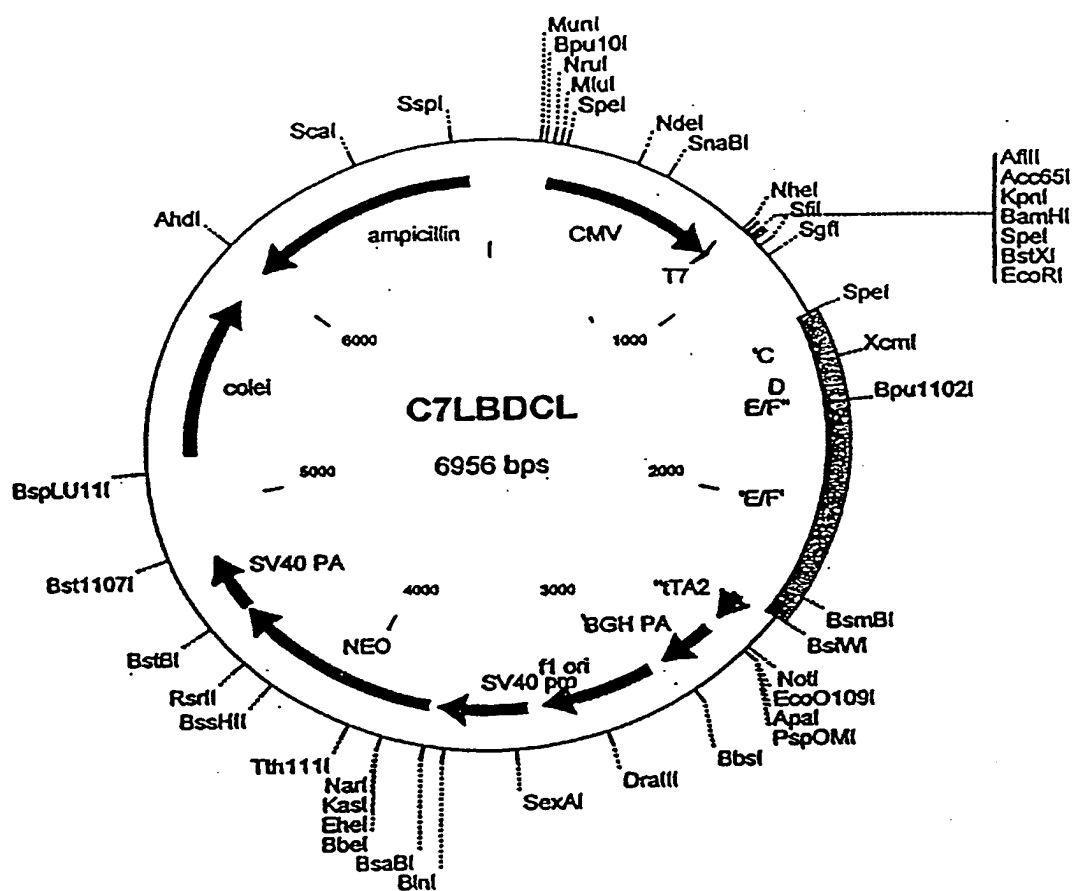 MunI
Bpu10I
NruI
MluI
SpeI
SspI
NdeI
ScaI
SnaBI
AflII
Acc65I
KpnI
BamHI
SpeI
BstXI
EcoRI
NheI
SfiI
SgfI
AhdI
ampicillin
CMV
T7
SpeI
6000
1000
XcmI
'C
D
E/F"
Bpu1102I
colei
C7LBDCL
6956 bps
5000
2000
'E/F'
BspLU11I
SV40 PA
Bst1107I
4000
3000
"tTA2
BsmBI
BGH PA
BsiWI
NEO
f1 ori
SV40 pro
BstBI
NotI
EcoO109I
ApaI
PspOMI
RsrII
BssHII
BbsI
Tth111I
DraIII
NarI
KasI
EheI
BbeI
SexAI
BsaBI
BlnI